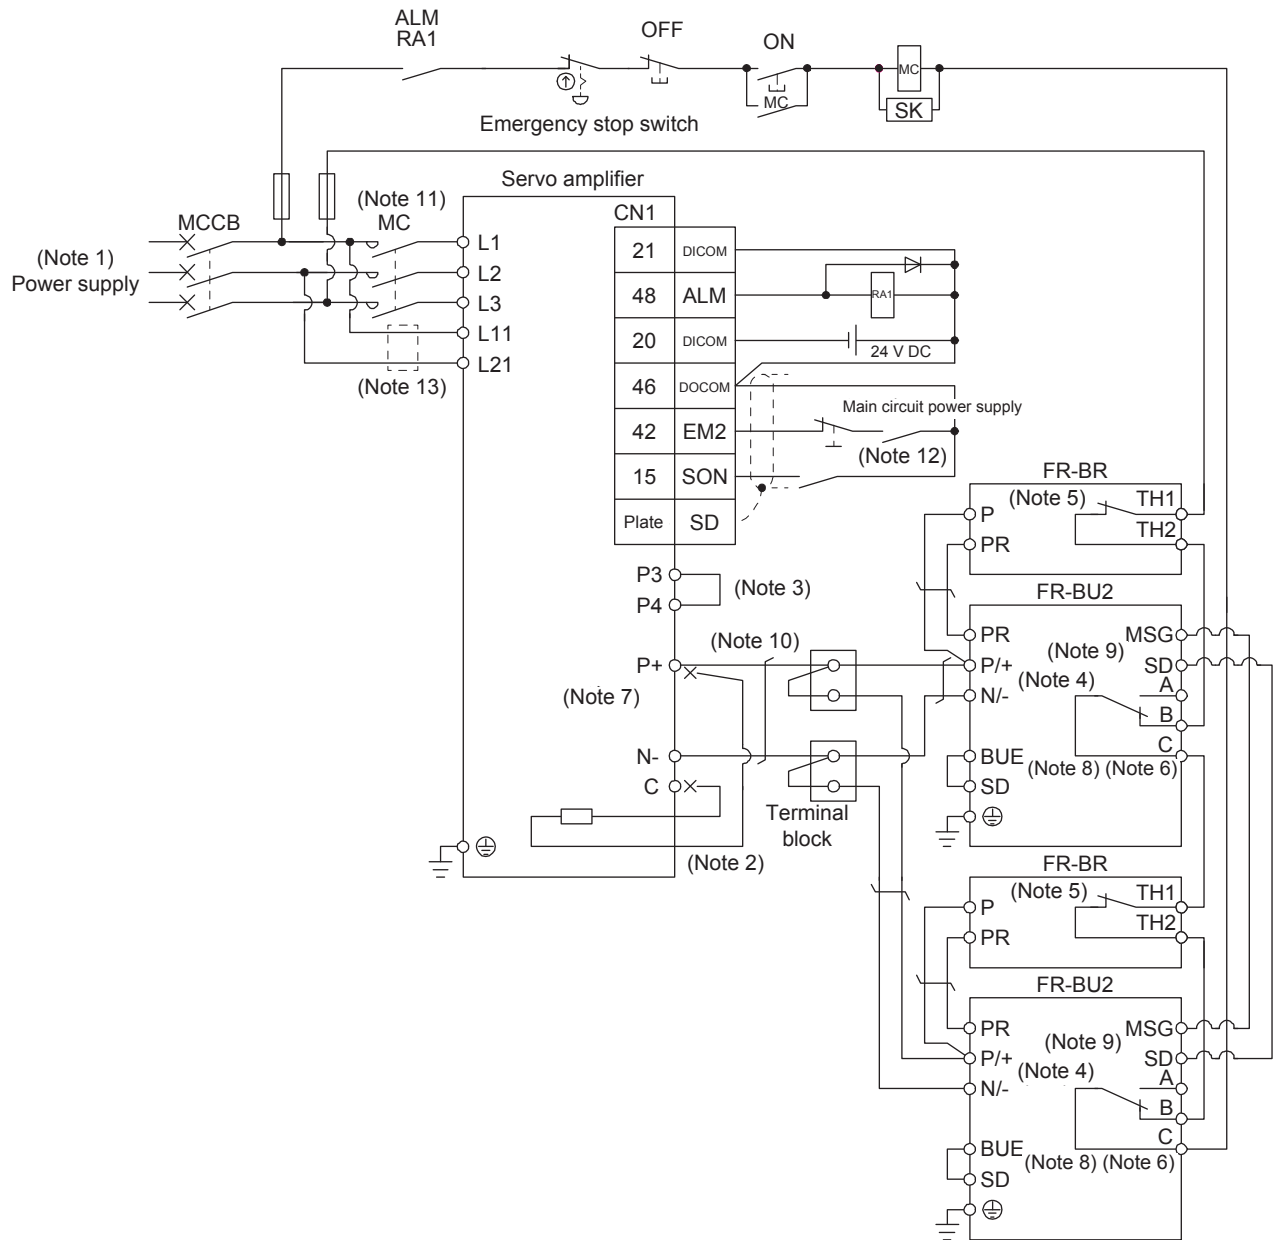 ALM
RA1
OFF
ON
MC
MC
SK
Emergency stop switch
Servo amplifier
(Note 11)
MCCB
MC
(Note 1)
Power supply
L1
L2
L3
L11
L21
(Note 13)
CN1
21 DICOM
48 ALM
RA1
20 DICOM
24 V DC
46 DOCOM
Main circuit power supply
42 EM2
(Note 12)
15 SON
Plate SD
P3
(Note 3)
P4
(Note 10)
P+
(Note 7)
N-
C
Terminal
block
(Note 2)
FR-BR
(Note 5)
TH1
P
TH2
PR
FR-BU2
PR
MSG
(Note 9)
P/+
SD
(Note 4)
A
N/-
B
C
BUE
(Note 8) (Note 6)
SD
FR-BR
(Note 5)
TH1
P
TH2
PR
FR-BU2
PR
MSG
(Note 9)
P/+
SD
(Note 4)
A
N/-
B
C
BUE
(Note 8) (Note 6)
SD